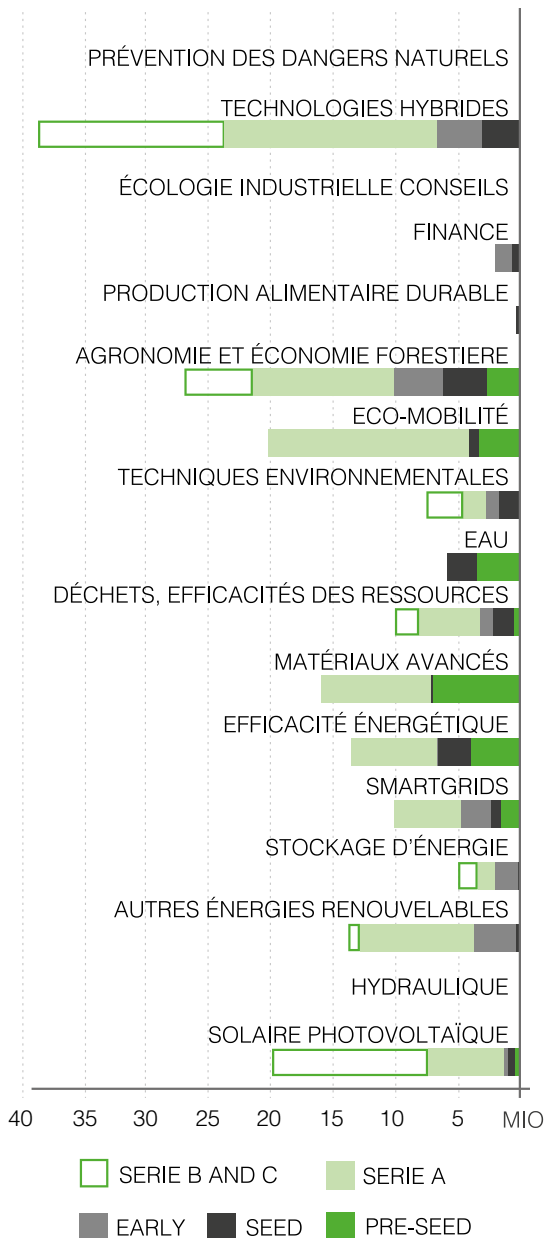 PRÉVENTION DES DANGERS NATURELS
TECHNOLOGIES HYBRIDES
ÉCOLOGIE INDUSTRIELLE CONSEILS
FINANCE
PRODUCTION ALIMENTAIRE DURABLE
AGRONOMIE ET ÉCONOMIE FORESTIERE
ECO-MOBILITÉ
TECHNIQUES ENVIRONNEMENTALES
EAU
DÉCHETS, EFFICACITÉS DES RESSOURCES
MATÉRIAUX AVANCÉS
EFFICACITÉ ÉNERGÉTIQUE
SMARTGRIDS
STOCKAGE D'ÉNERGIE
AUTRES ÉNERGIES RENOUVELABLES
HYDRAULIQUE
SOLAIRE PHOTOVOLTAÏQUE
40 35 30 25 20 15 10 5 MIO
SERIE B AND C SERIE A
EARLY SEED PRE-SEED